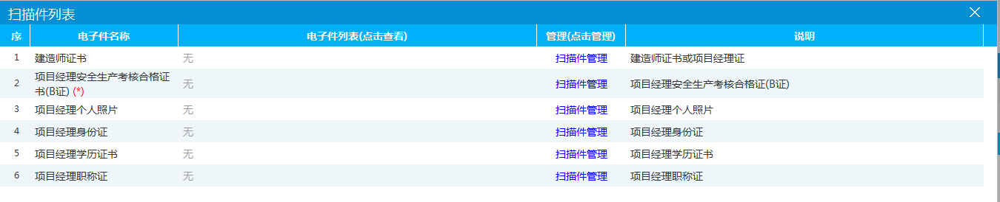 扫描件列表
序 电子件名称 电子件列表(点击查看) 管理(点击管理) 说明
1 建造师证书 无 扫描件管理 建造师证书或项目经理证
2 项目经理安全生产考核合格证
书(B证) (*) 无 扫描件管理 项目经理安全生产考核合格证(B证)
3 项目经理个人照片 无 扫描件管理 项目经理个人照片
4 项目经理身份证 无 扫描件管理 项目经理身份证
5 项目经理学历证书 无 扫描件管理 项目经理学历证书
6 项目经理职称证 无 扫描件管理 项目经理职称证